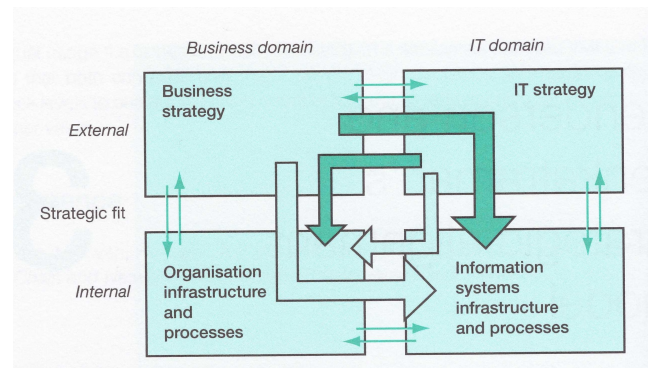 Business domain
IT domain
Business
strategy
IT strategy
External
Strategic fit
Internal
Organisation
infrastructure
and
processes
Information
systems
infrastructure
and processes